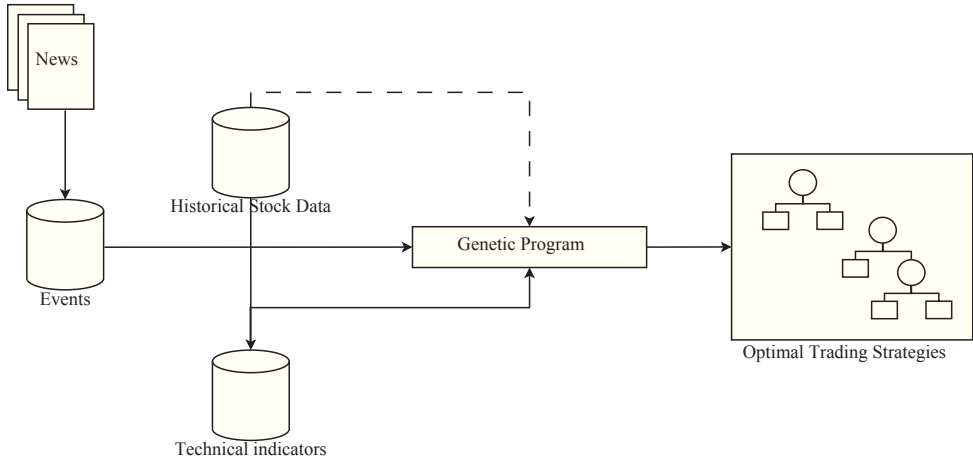 News
Historical Stock Data
Genetic Program
Events
Optimal Trading Strategies
Technical indicators